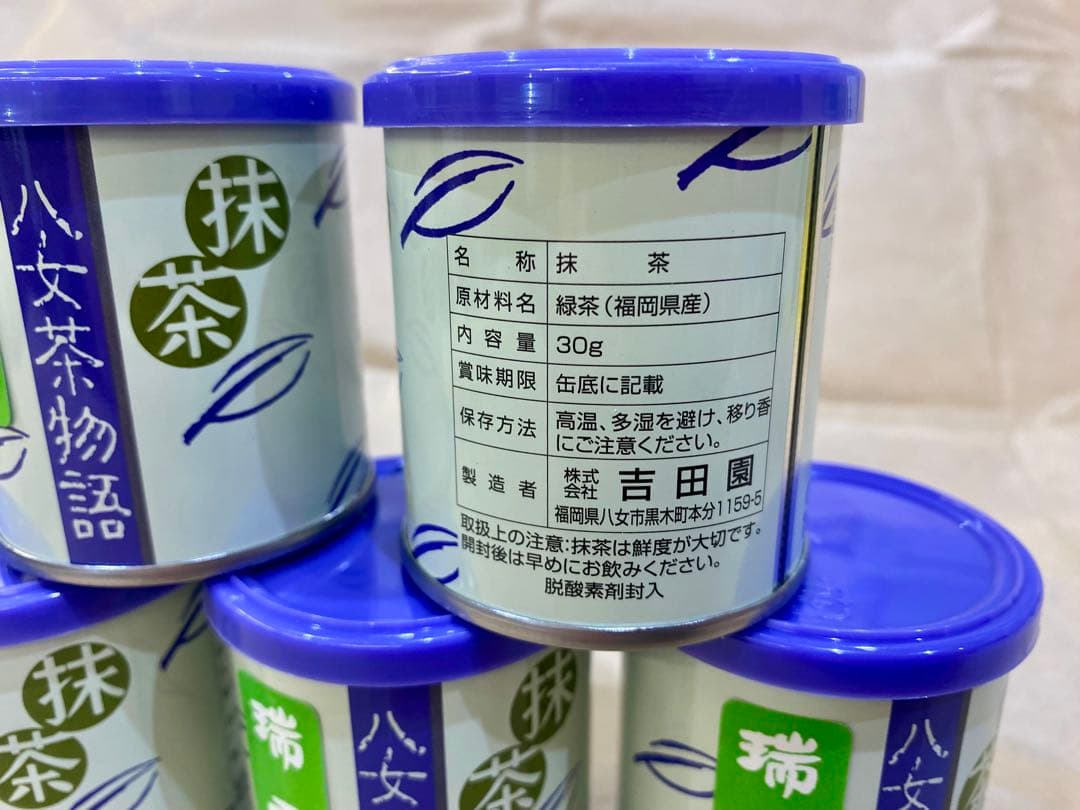 八女茶物語
抹茶
名称 抹茶
原材料名 緑茶(福岡県産)
内容量 30g
賞味期限 缶底に記載
保存方法 高温、多湿を避け、移り香
にご注意ください。
製造者 株式会社 吉田園
福岡県八女市黒木町本分1159-5
取扱上の注意:抹茶は鮮度が大切です。
開封後は早めにお飲みください。
脱酸素剤封入
抹茶
瑞
八女
抹茶
瑞
八女